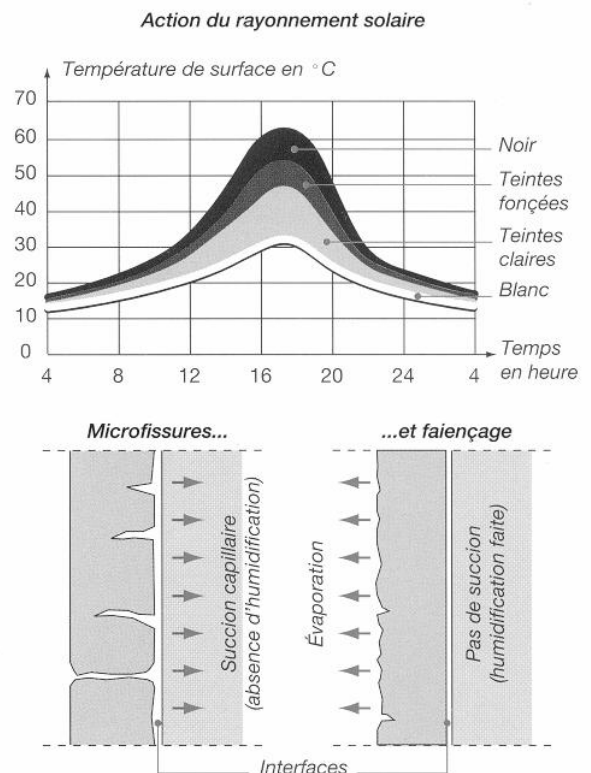 Action du rayonnement solaire
Température de surface en °C
70
60
50
40
30
20
10
0
Noir
Teintes
fonçées
Teintes
claires
Blanc
Temps
en heure
4 8 12 16 20 24 4
Microfissures...
...et faïençage
Succion capillaire
(absence d'humidification)
Évaporation
Pas de succion
(humidification faite)
Interfaces